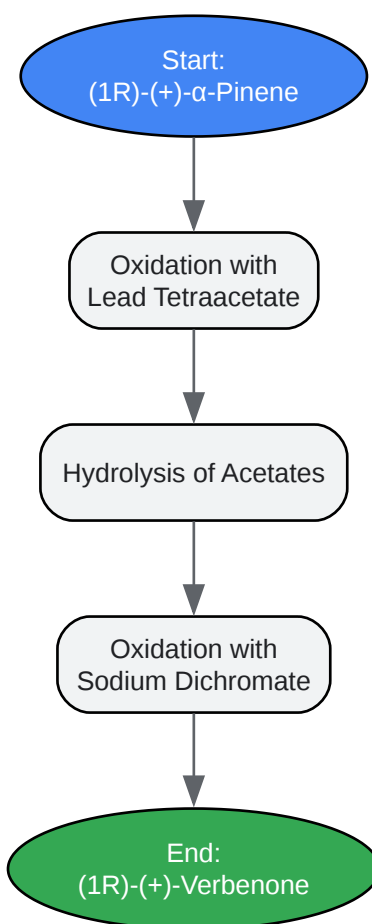 Start:
(1R)-(+)-α-Pinene
Oxidation with
Lead Tetraacetate
Hydrolysis of Acetates
Oxidation with
Sodium Dichromate
End:
(1R)-(+)-Verbenone